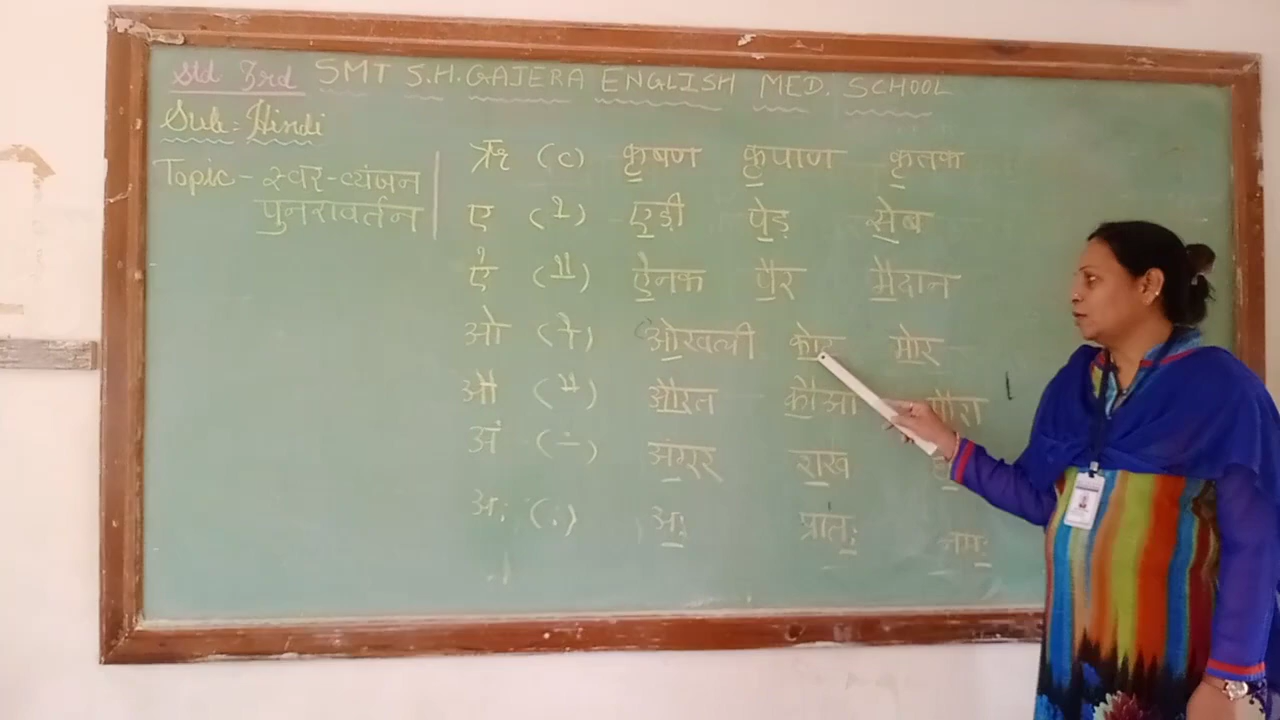 Std 3rd SMT S.H. GAJERA ENGLISH MED. SCHOOL
Sub: Hindi
Topic - स्वर-व्यंजन
पुनरावर्तन
ऋ (ृ) कृषण कृपाण कृतक
ए (े) एड़ी पेड़ सेब
ऐ (ै) ऐनक पैर मैदान
ओ (ो) ओखली मोर
औ (ौ) औरत कौआ
अं (ं) अंगूर
अः (ः) अः प्रातः नमः